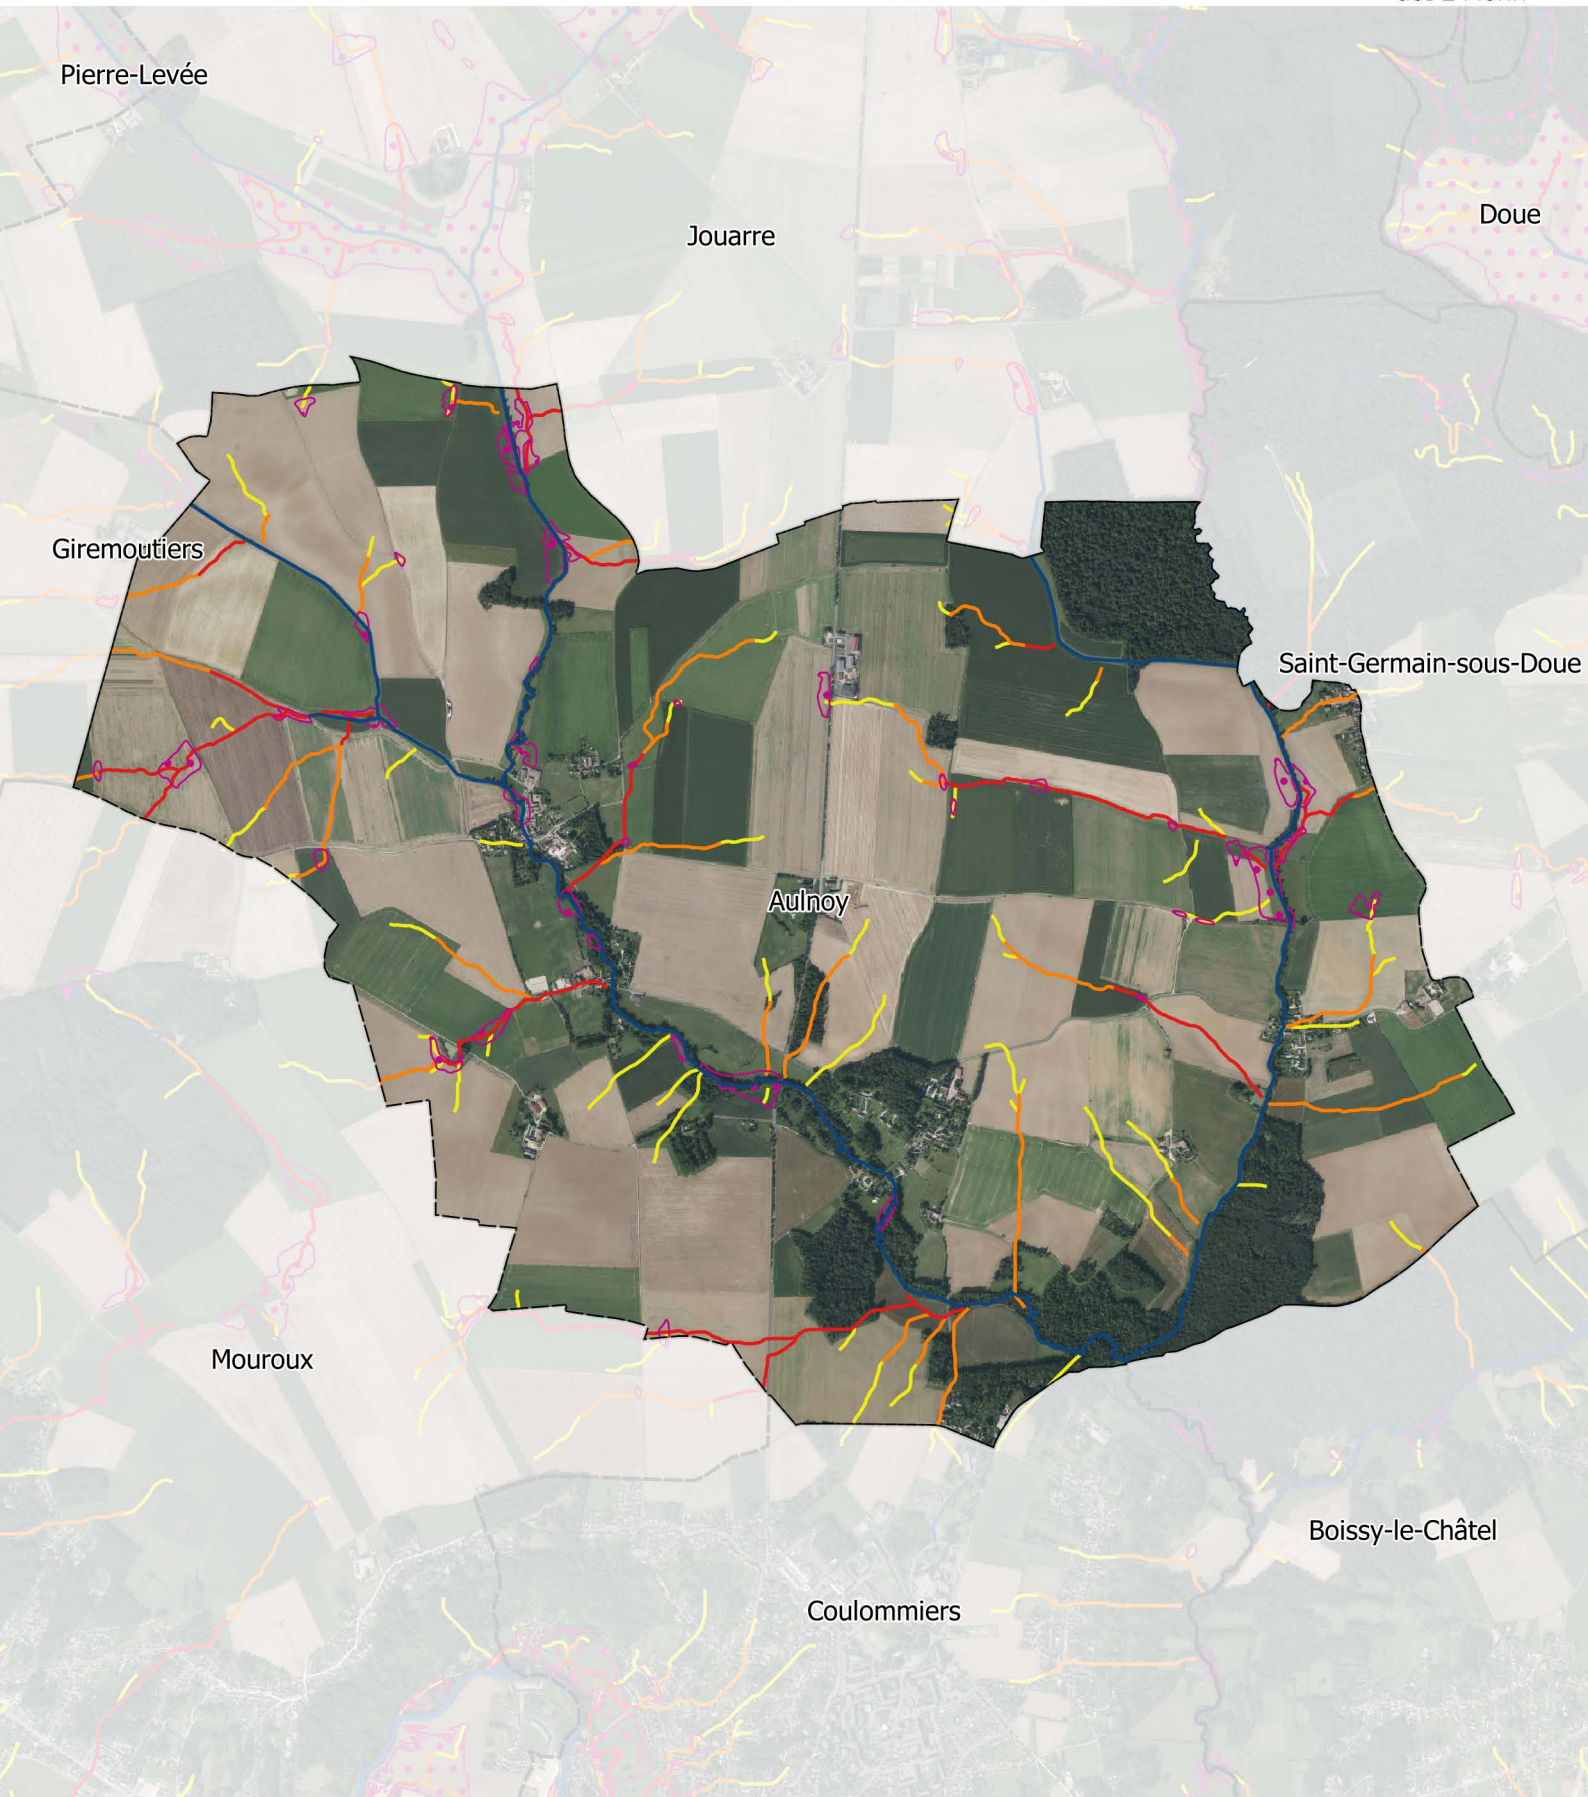 Pierre-Levée
Doue
Jouarre
Giremoutiers
Saint-Germain-sous-Doue
Aulnoy
Mouroux
Boissy-le-Châtel
Coulommiers